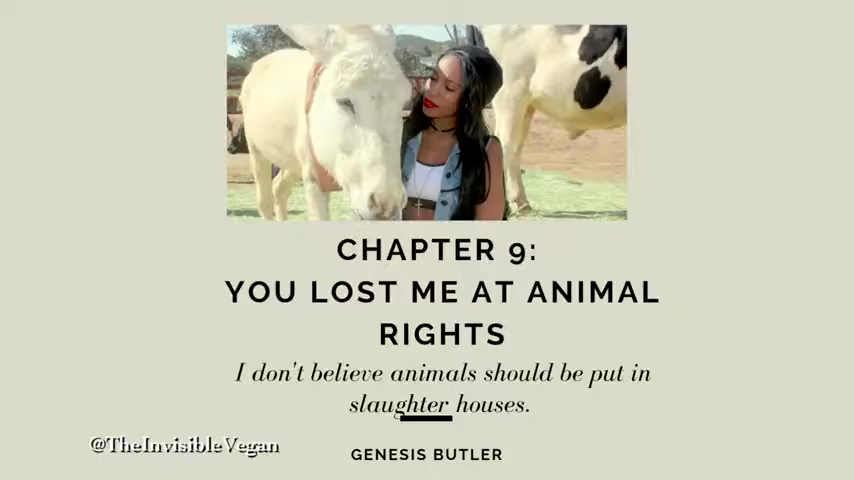 CHAPTER 9:
YOU LOST ME AT ANIMAL
RIGHTS
I don't believe animals should be put in
slaughter houses.
@TheInvisibleVegan
GENESIS BUTLER